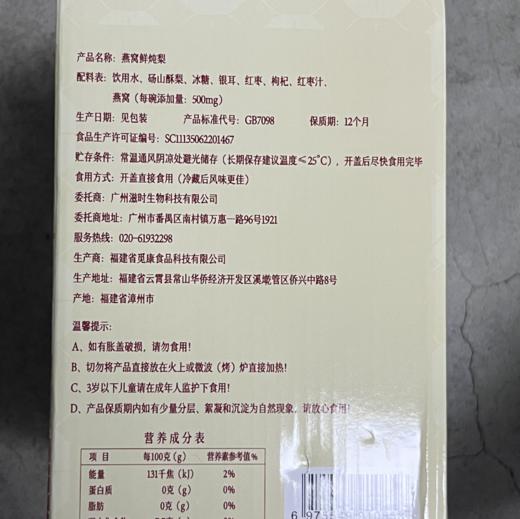 产品名称：燕窝鲜炖梨
配料表：饮用水、砀山酥梨、冰糖、银耳、红枣、枸杞、红枣汁、
燕窝（每碗添加量：500mg）
生产日期：见包装 产品标准代号：GB7098 保质期：12个月
食品生产许可证编号：SC11135062201467
贮存条件：常温通风阴凉处避光储存（长期保存建议温度≤25℃），开盖后尽快食用完毕
食用方式：开盖直接食用（冷藏后风味更佳）
委托商：广州滋时生物科技有限公司
委托商地址：广州市番禺区南村镇万惠一路96号1921
服务热线：020-61932298
生产商：福建省觅康食品科技有限公司
生产地址：福建省云霄县常山华侨经济开发区溪墘管区侨兴中路8号
产地：福建省漳州市
温馨提示：
A、如有胀盖破损，请勿食用！
B、切勿将产品直接放在火上或微波（烤）炉直接加热！
C、3岁以下儿童请在成年人监护下食用！
D、产品保质期内如有少量分层、絮凝和沉淀为自然现象，请放心食用！
营养成分表
项目 每100克（g） 营养素参考值%
能量 131千焦（kJ） 2%
蛋白质 0克（g） 0%
脂肪 0克（g） 0%